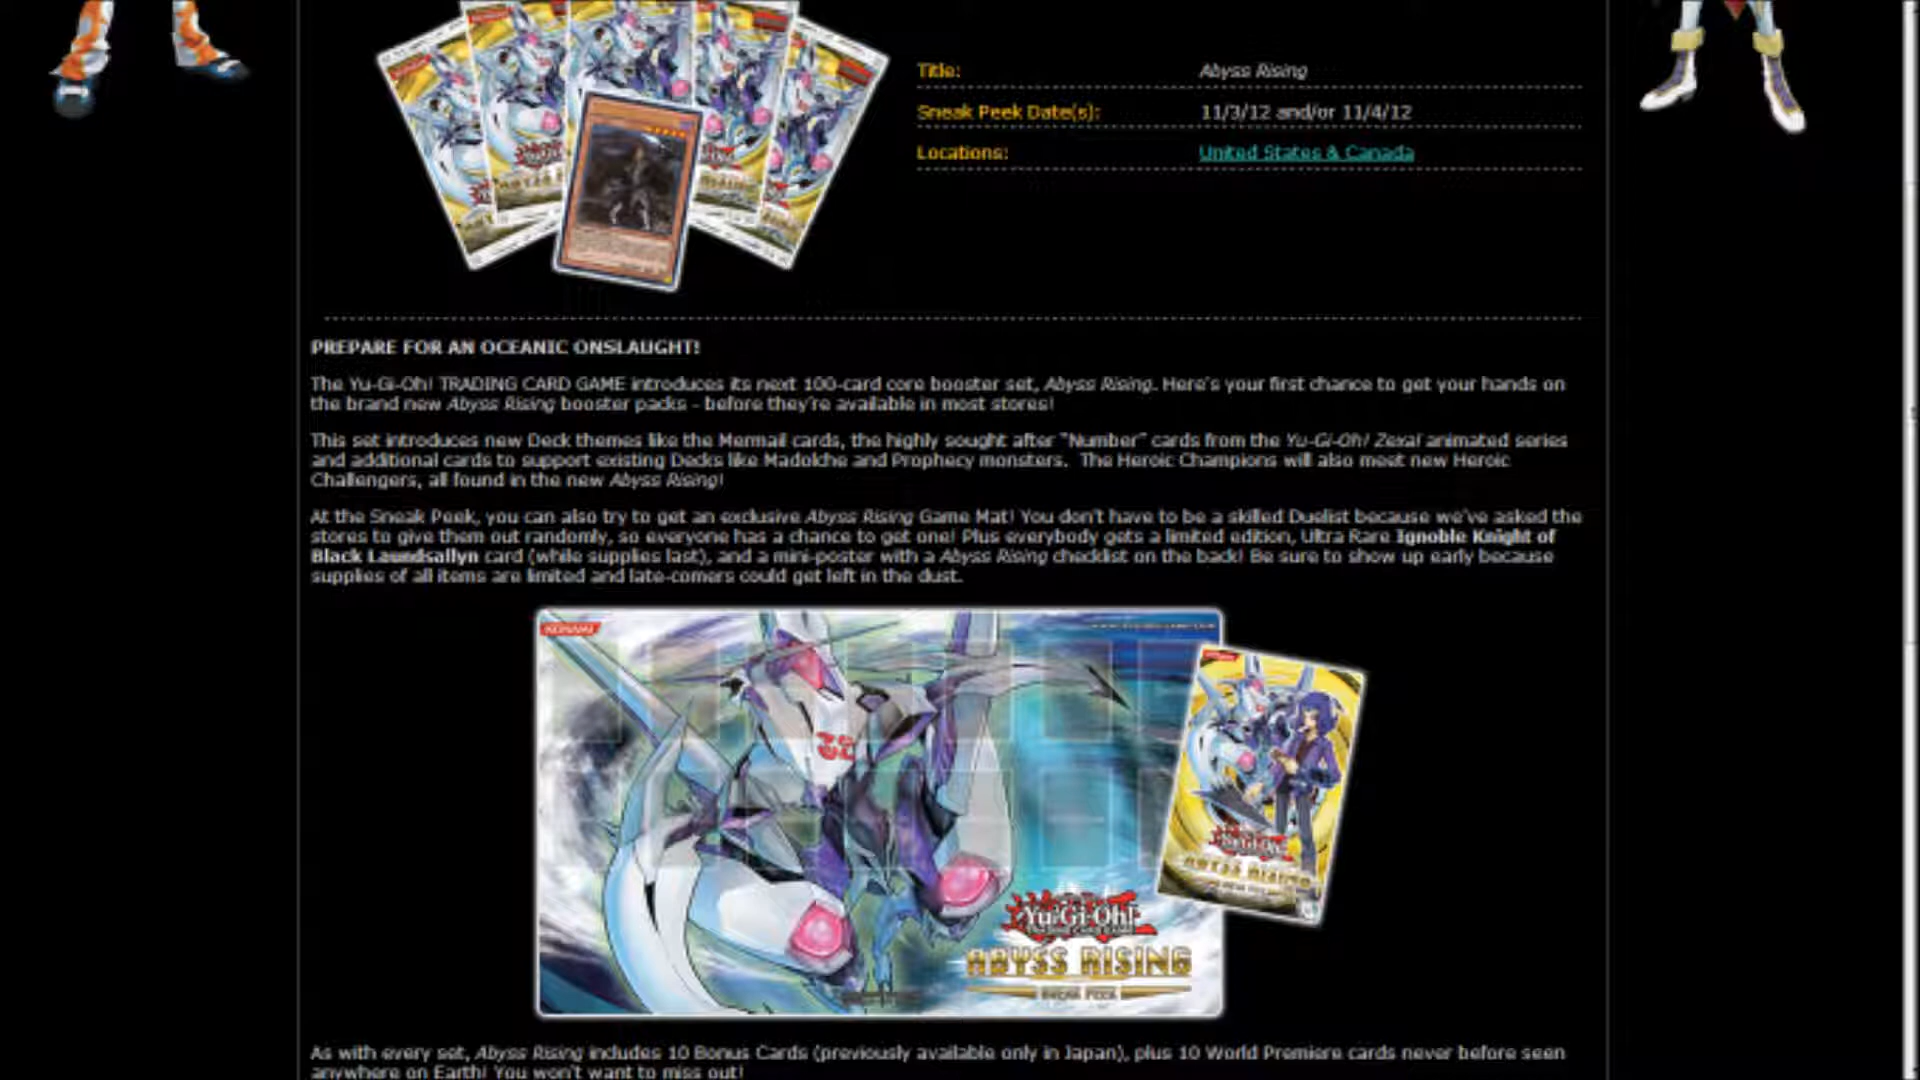 Title: Abyss Rising
Sneak Peek Date(s): 11/3/12 and/or 11/4/12
Locations: United States & Canada
PREPARE FOR AN OCEANIC ONSLAUGHT!
The Yu-Gi-Oh! TRADING CARD GAME introduces its next 100-card core booster set, Abyss Rising. Here's your first chance to get your hands on
the brand new Abyss Rising booster packs - before they're available in most stores!
This set introduces new Deck themes like the Mermail cards, the highly sought after "Number" cards from the Yu-Gi-Oh! Zexal animated series
and additional cards to support existing Decks like Madolche and Prophecy monsters. The Heroic Champions will also meet new Heroic
Challengers, all found in the new Abyss Rising!
At the Sneak Peek, you can also try to get an exclusive Abyss Rising Game Mat! You don't have to be a skilled Duelist because we've asked the
stores to give them out randomly, so everyone has a chance to get one! Plus everybody gets a limited edition, Ultra Rare Ignoble Knight of
Black Laundsallyn card (while supplies last), and a mini-poster with a Abyss Rising checklist on the back! Be sure to show up early because
supplies of all items are limited and late-comers could get left in the dust.
KONAMI
Yu-Gi-Oh!
ABYSS RISING
SNEAK PEEK
Yu-Gi-Oh!
ABYSS RISING
As with every set, Abyss Rising includes 10 Bonus Cards (previously available only in Japan), plus 10 World Premiere cards never before seen
anywhere on Earth! You won't want to miss out!